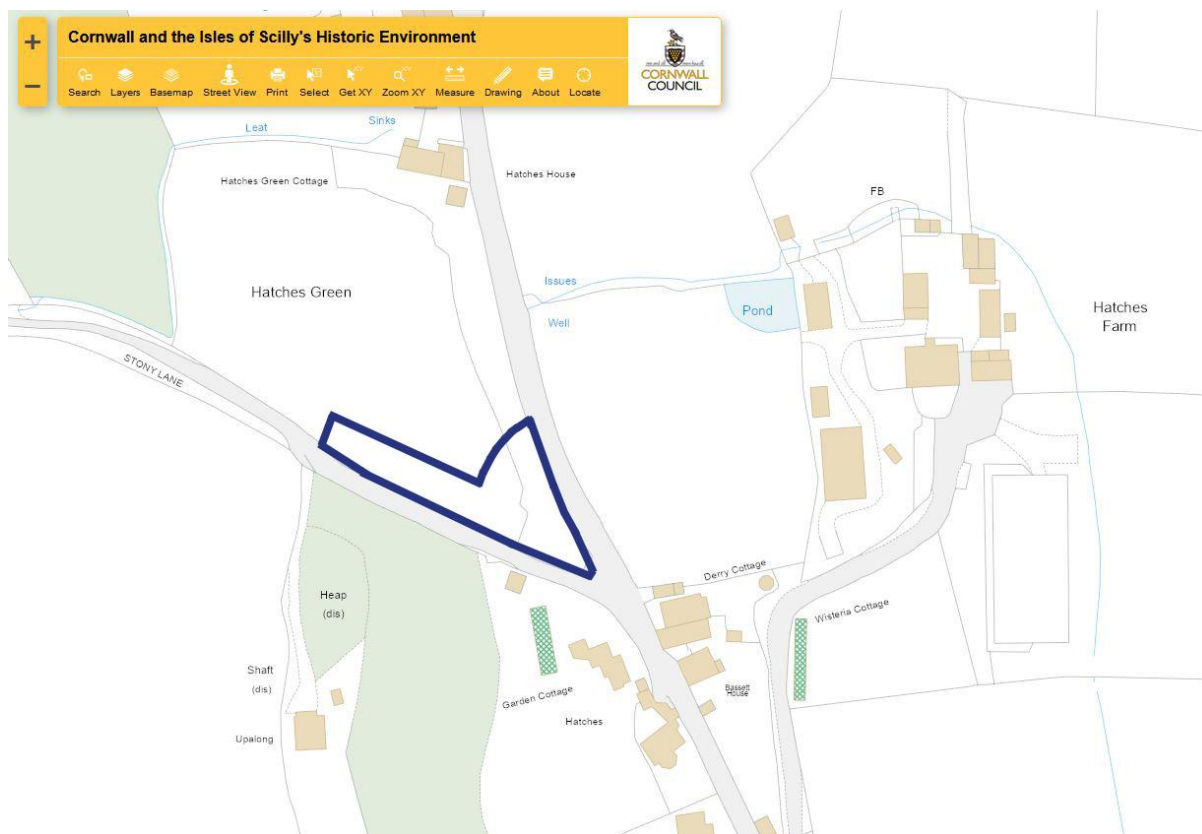 Cornwall and the Isles of Scilly's Historic Environment
Search Layers Basemap Street View Print Select Get XY Zoom XY Measure Drawing About Locate
CORNWALL
COUNCIL
Sinks
Leat
Hatches Green Cottage
Hatches House
FB
Issues
Hatches Green
Well
Pond
Hatches
Farm
STONY LANE
Derry Cottage
Heap
(dis)
Wisteria Cottage
Shaft
(dis)
Bassett
House
Garden Cottage
Hatches
Upalong